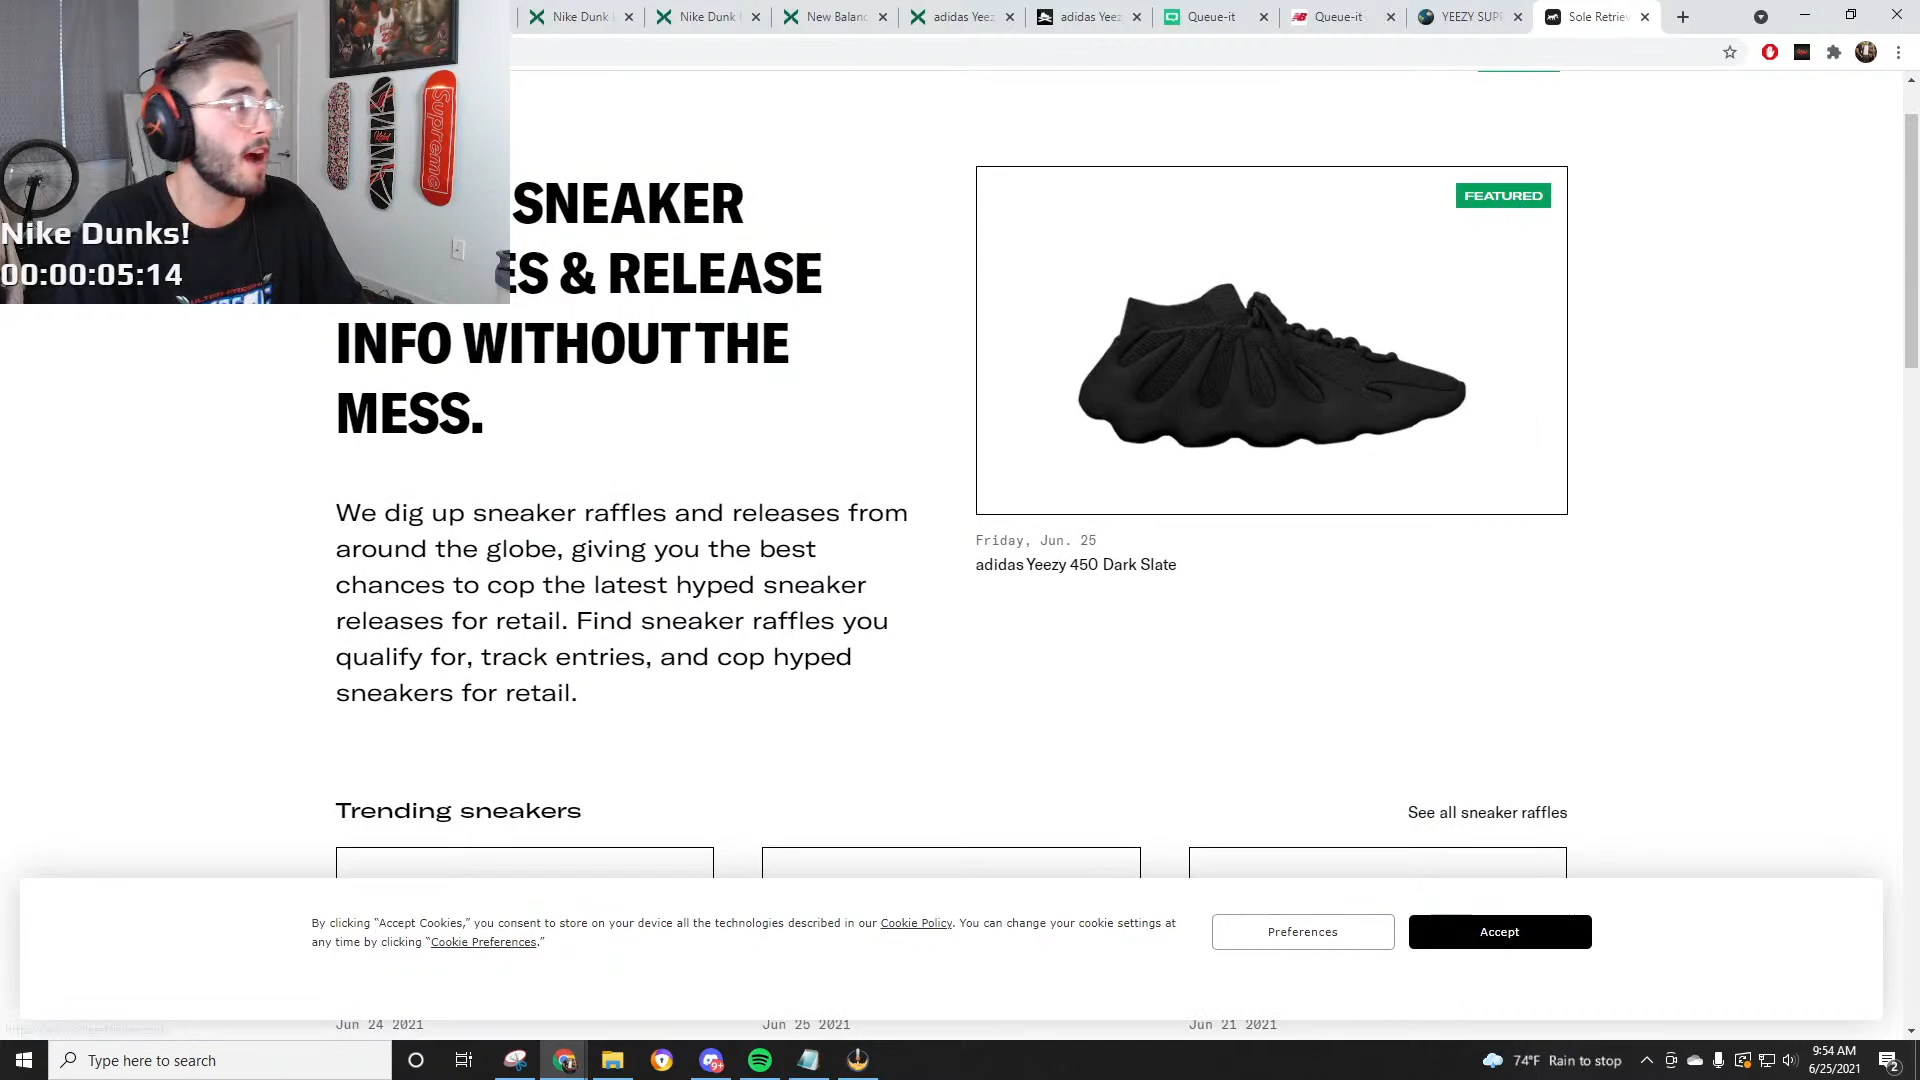 Nike Dunk
Nike Dunk
New Balanc
adidas Yeez
adidas Yeez
Queue-it
Queue-it
YEEZY SUP
Sole Retrie
Supreme
Nike Dunks!
00:00:05:14
SNEAKER
ES & RELEASE
INFO WITHOUT THE
MESS.
We dig up sneaker raffles and releases from
around the globe, giving you the best
chances to cop the latest hyped sneaker
releases for retail. Find sneaker raffles you
qualify for, track entries, and cop hyped
sneakers for retail.
FEATURED
Friday, Jun. 25
adidas Yeezy 450 Dark Slate
Trending sneakers
See all sneaker raffles
By clicking “Accept Cookies,” you consent to store on your device all the technologies described in our Cookie Policy. You can change your cookie settings at
any time by clicking “Cookie Preferences.”
Preferences
Accept
Jun 24 2021
Jun 25 2021
Jun 21 2021
Type here to search
9+
74°F Rain to stop
9:54 AM
6/25/2021
2